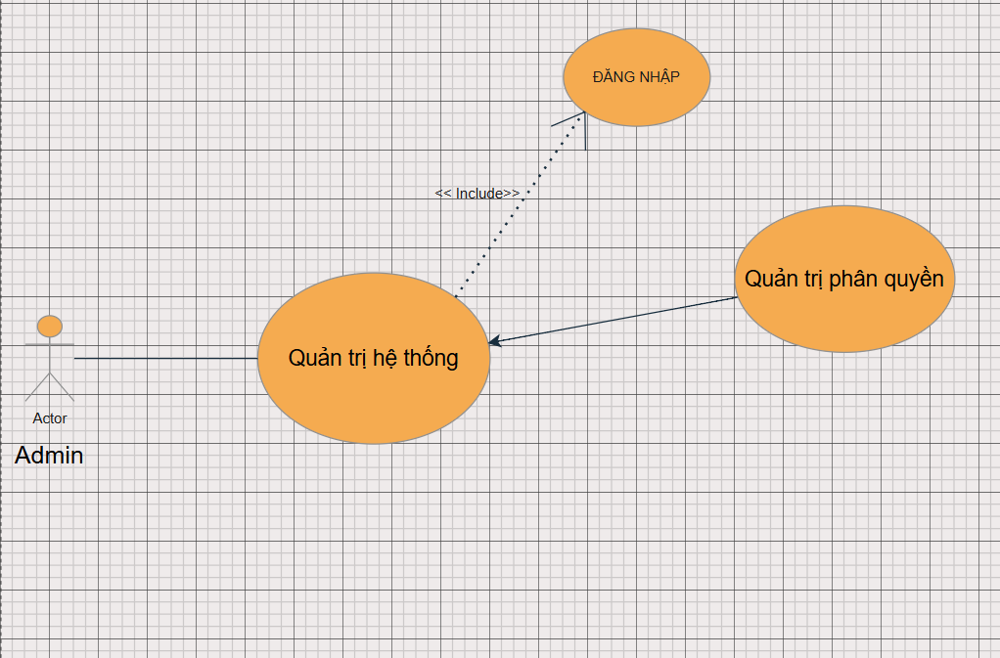 ĐĂNG NHẬP
<< Include>>
Quản trị phân quyền
Quản trị hệ thống
Actor
Admin